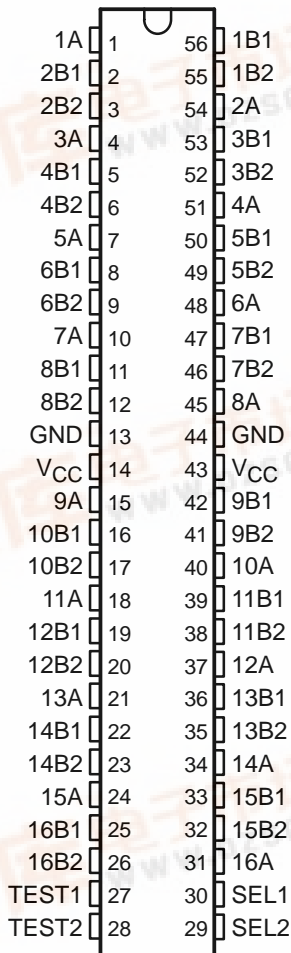 1A 1 56 1B1
2B1 2 55 1B2
2B2 3 54 2A
3A 4 53 3B1
4B1 5 52 3B2
4B2 6 51 4A
5A 7 50 5B1
6B1 8 49 5B2
6B2 9 48 6A
7A 10 47 7B1
8B1 11 46 7B2
8B2 12 45 8A
GND 13 44 GND
VCC 14 43 VCC
9A 15 42 9B1
10B1 16 41 9B2
10B2 17 40 10A
11A 18 39 11B1
12B1 19 38 11B2
12B2 20 37 12A
13A 21 36 13B1
14B1 22 35 13B2
14B2 23 34 14A
15A 24 33 15B1
16B1 25 32 15B2
16B2 26 31 16A
TEST1 27 30 SEL1
TEST2 28 29 SEL2